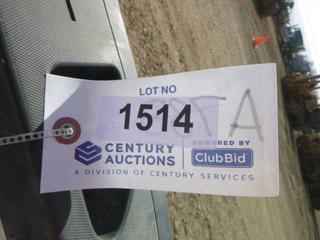 LOT NO
1514
CENTURY AUCTIONS
POWERED BY
ClubBid
A DIVISION OF CENTURY SERVICES